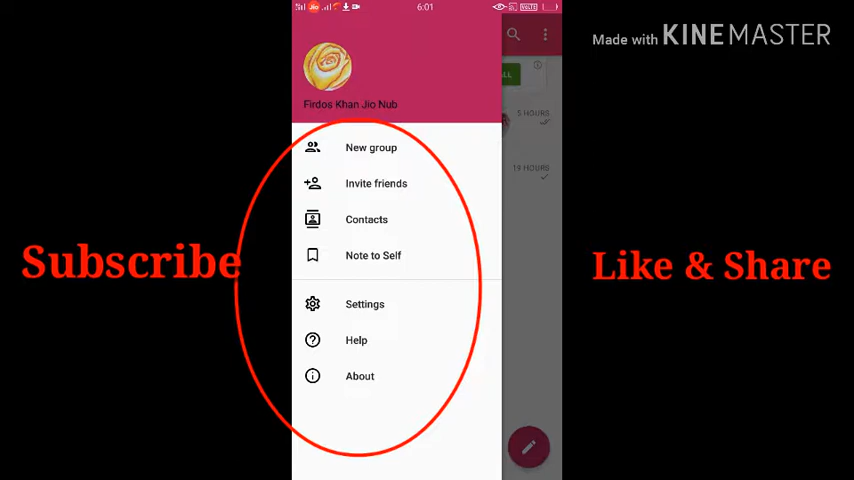 6:01
Made with KINEMASTER
ALL
Firdos Khan Jio Nub
5 HOURS
New group
19 HOURS
Invite friends
Contacts
Note to Self
Subscribe
Like & Share
Settings
Help
About